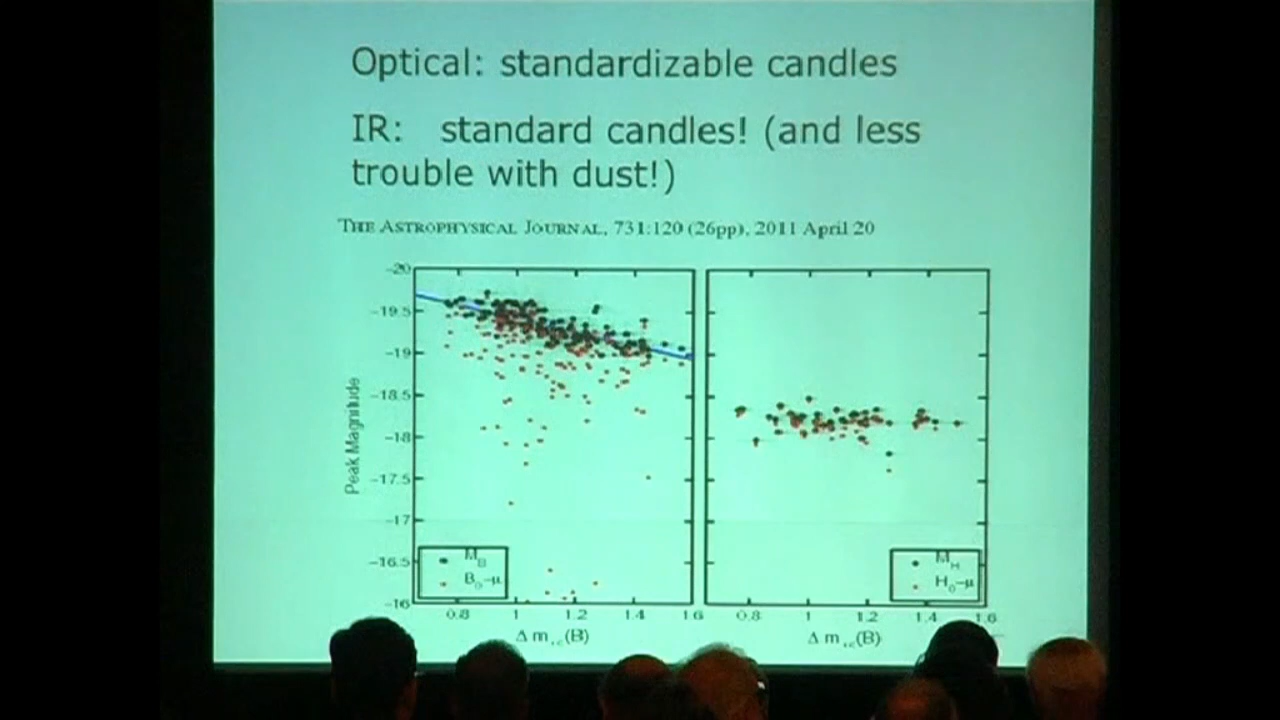 Optical: standardizable candles
IR: standard candles! (and less
trouble with dust!)
THE ASTROPHYSICAL JOURNAL, 731:120 (26pp), 2011 April 20
-20
-19.5
-19
-18.5
-18
-17.5
-17
-16.5
-16
Peak Magnitude
M_B
B_0-μ
M_H
H_0-μ
0.8 1 1.2 1.4 1.6
0.8 1 1.2 1.4 1.6
Δ m (B)
Δ m (B)